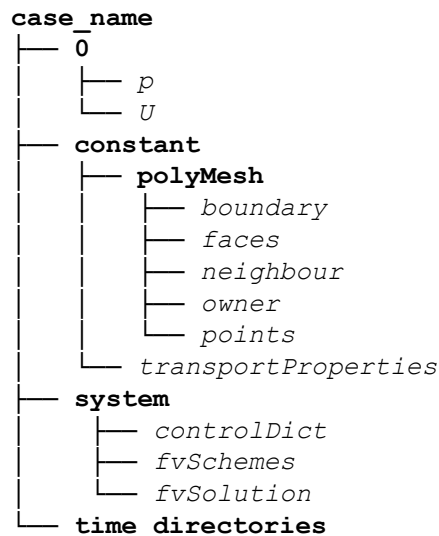 case_name
0
p
U
constant
polyMesh
boundary
faces
neighbour
owner
points
transportProperties
system
controlDict
fvSchemes
fvSolution
time directories